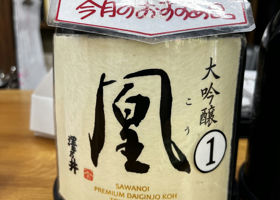 今月のおすすめ品
大吟醸
こう
凰
1
澤乃井
SAWANOI
PREMIUM DAIGINJO KOH